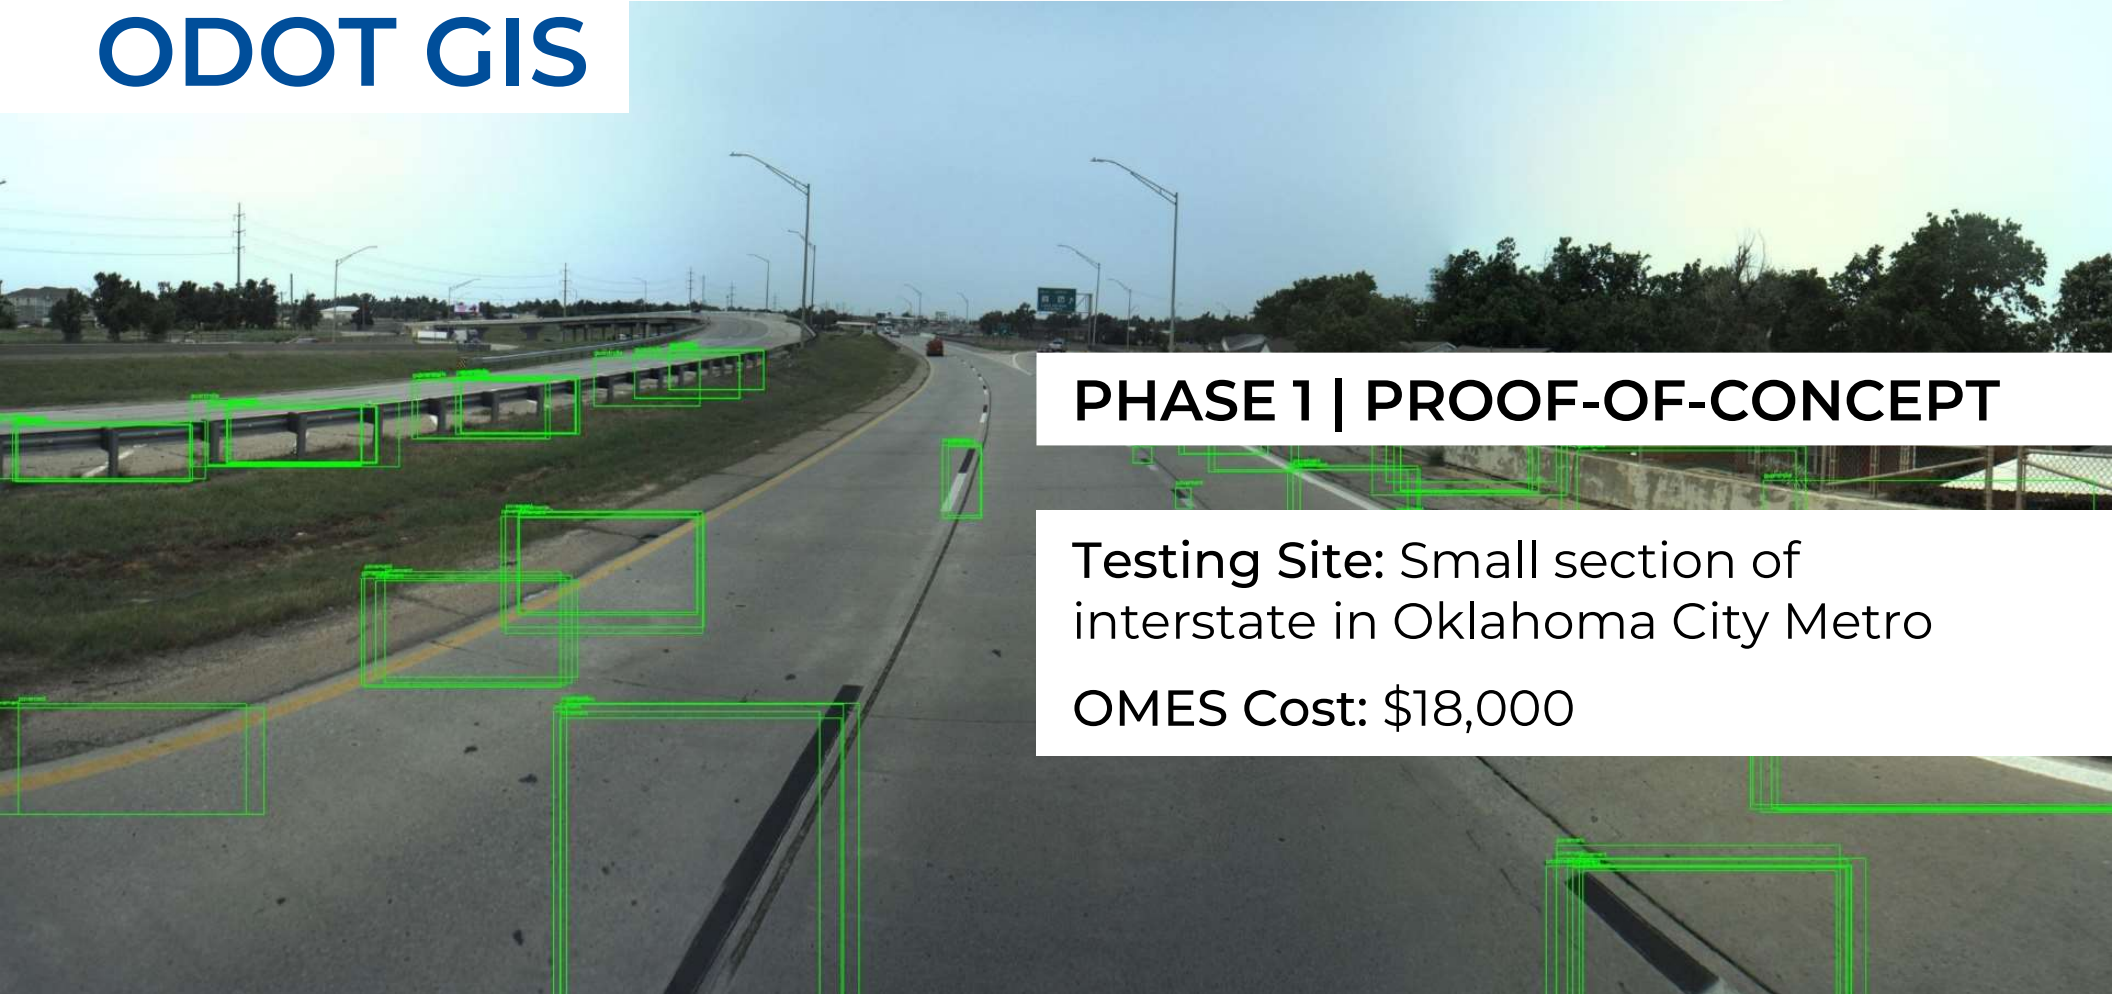 ODOT GIS
PHASE 1 | PROOF-OF-CONCEPT
Testing Site: Small section of
interstate in Oklahoma City Metro
OMES Cost: $18,000